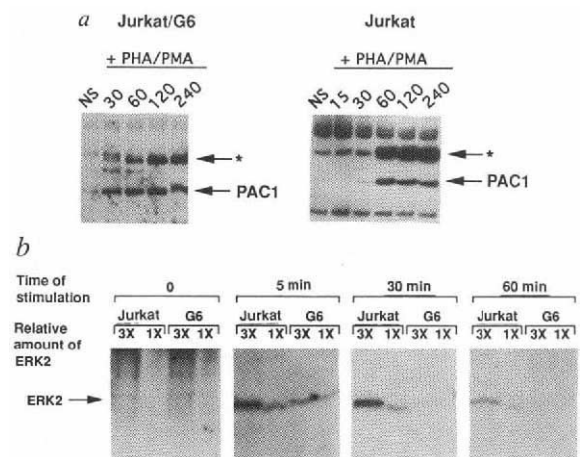 a
Jurkat/G6
Jurkat
+ PHA/PMA
+ PHA/PMA
NS 30 60 120 240
NS 15 30 60 120 240
*
*
PAC1
PAC1
b
Time of stimulation
0
5 min
30 min
60 min
Jurkat G6
Jurkat G6
Jurkat G6
Jurkat G6
Relative amount of ERK2
3X 1X 3X 1X
3X 1X 3X 1X
3X 1X 3X 1X
3X 1X 3X 1X
ERK2